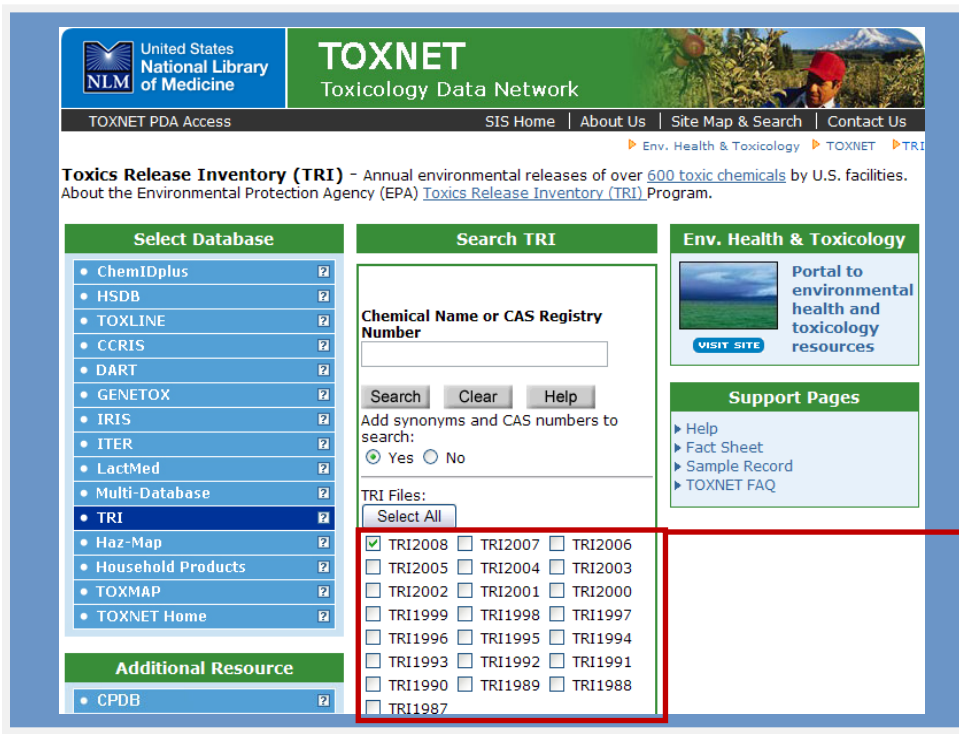 United States
National Library
of Medicine
NLM
TOXNET
Toxicology Data Network
TOXNET PDA Access
SIS Home | About Us | Site Map & Search | Contact Us
Env. Health & Toxicology TOXNET TRI
Toxics Release Inventory (TRI) - Annual environmental releases of over 600 toxic chemicals by U.S. facilities.
About the Environmental Protection Agency (EPA) Toxics Release Inventory (TRI) Program.
Select Database
ChemIDplus ?
HSDB ?
TOXLINE ?
CCRIS ?
DART ?
GENETOX ?
IRIS ?
ITER ?
LactMed ?
Multi-Database ?
TRI ?
Haz-Map ?
Household Products ?
TOXMAP ?
TOXNET Home ?
Additional Resource
CPDB ?
Search TRI
Chemical Name or CAS Registry
Number
Search Clear Help
Add synonyms and CAS numbers to
search:
Yes No
TRI Files:
Select All
TRI2008 TRI2007 TRI2006
TRI2005 TRI2004 TRI2003
TRI2002 TRI2001 TRI2000
TRI1999 TRI1998 TRI1997
TRI1996 TRI1995 TRI1994
TRI1993 TRI1992 TRI1991
TRI1990 TRI1989 TRI1988
TRI1987
Env. Health & Toxicology
Portal to
environmental
health and
toxicology
resources
VISIT SITE
Support Pages
Help
Fact Sheet
Sample Record
TOXNET FAQ